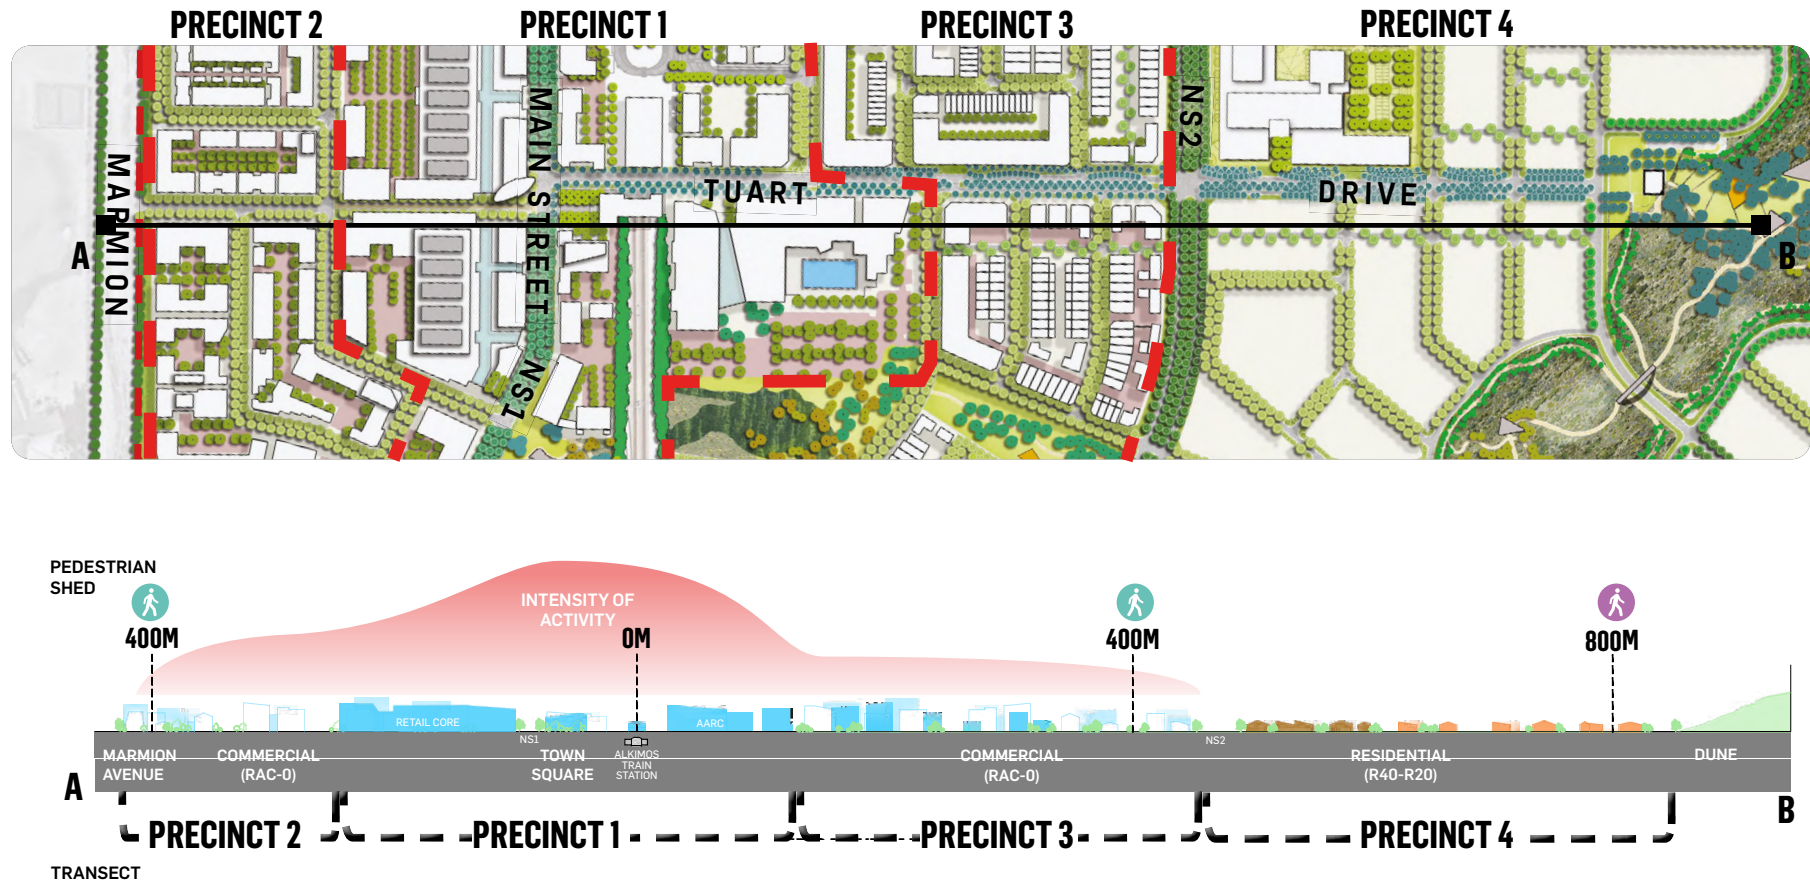 PRECINCT 2
PRECINCT 1
PRECINCT 3
PRECINCT 4
MARMION
MAIN STREET
NS1
TUART
NS2
DRIVE
A
B
PEDESTRIAN
SHED
400M
INTENSITY OF
ACTIVITY
0M
400M
800M
RETAIL CORE
AARC
NS1
NS2
MARMION
AVENUE
COMMERCIAL
(RAC-0)
TOWN
SQUARE
ALKIMOS
TRAIN
STATION
COMMERCIAL
(RAC-0)
RESIDENTIAL
(R40-R20)
DUNE
A
B
PRECINCT 2
PRECINCT 1
PRECINCT 3
PRECINCT 4
TRANSECT